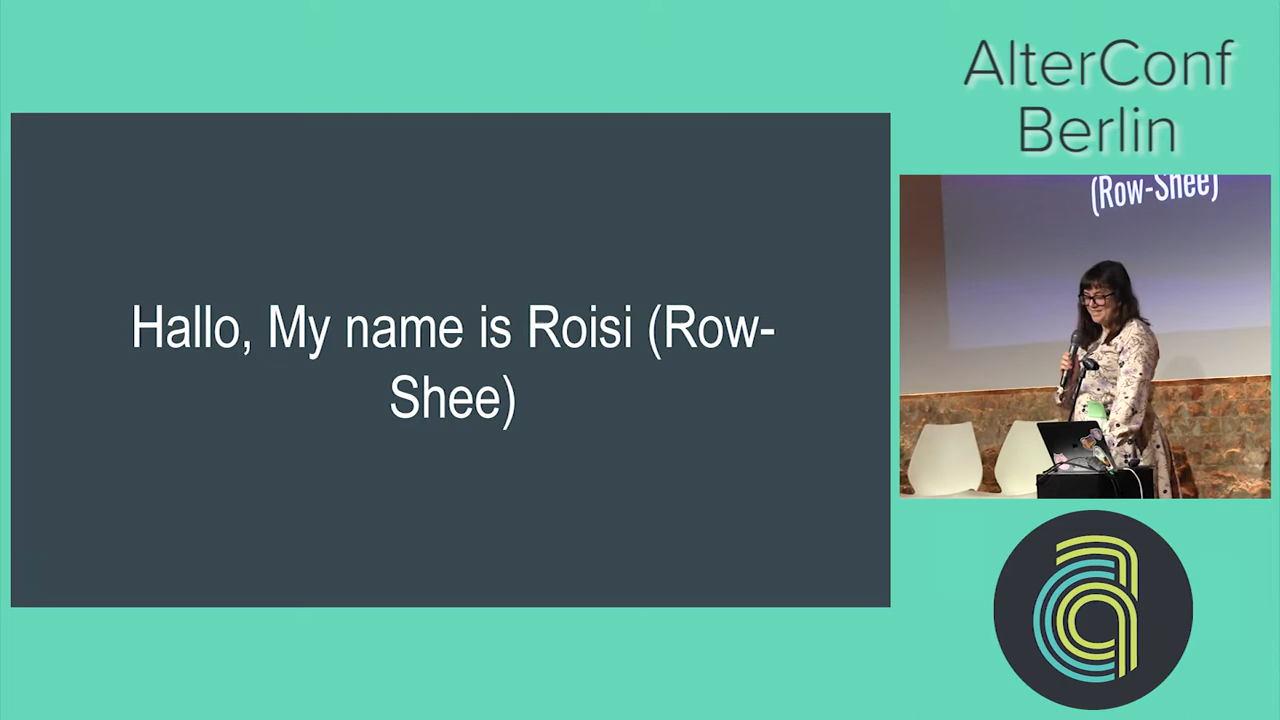 AlterConf
Berlin
Hallo, My name is Roisi (Row-
Shee)
(Row-Shee)